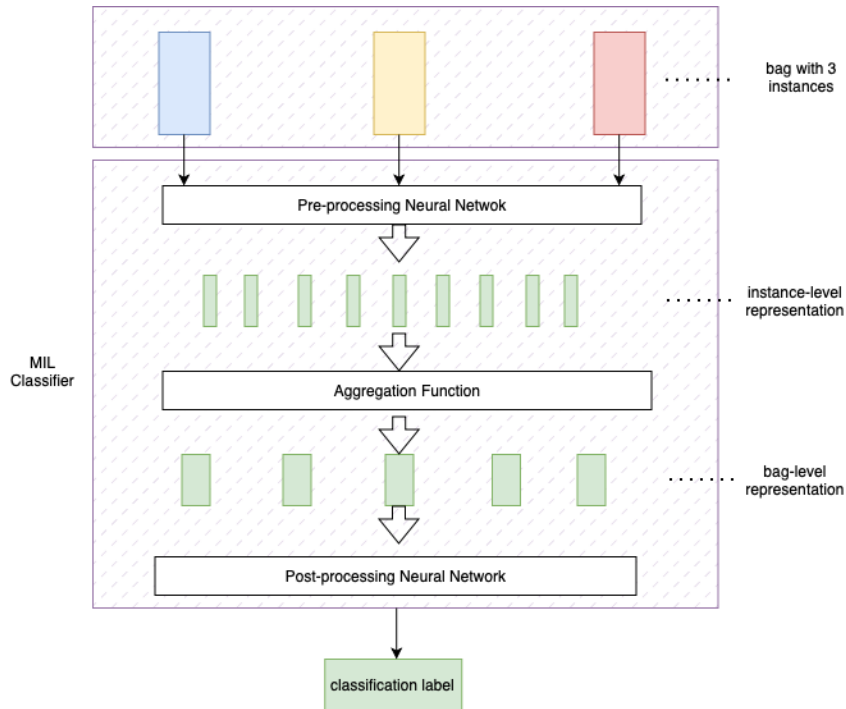 bag with 3
instances
Pre-processing Neural Netwok
instance-level
representation
MIL
Classifier
Aggregation Function
bag-level
representation
Post-processing Neural Network
classification label